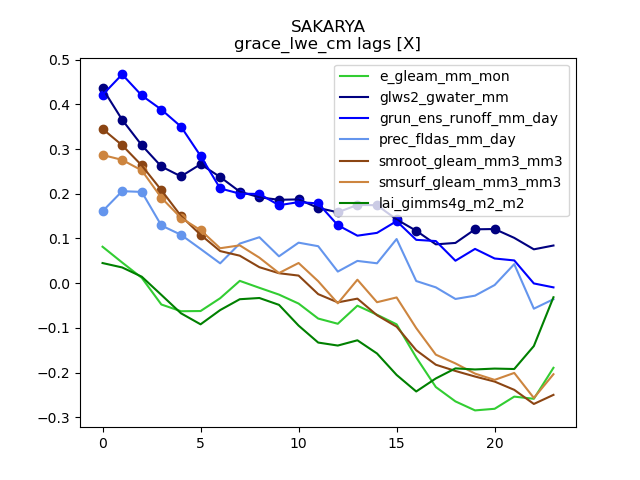 SAKARYA
grace_lwe_cm lags [X]
e_gleam_mm_mon
glws2_gwater_mm
grun_ens_runoff_mm_day
prec_fldas_mm_day
smroot_gleam_mm3_mm3
smsurf_gleam_mm3_mm3
lai_gimms4g_m2_m2
0.5
0.4
0.3
0.2
0.1
0.0
−0.1
−0.2
−0.3
0 5 10 15 20